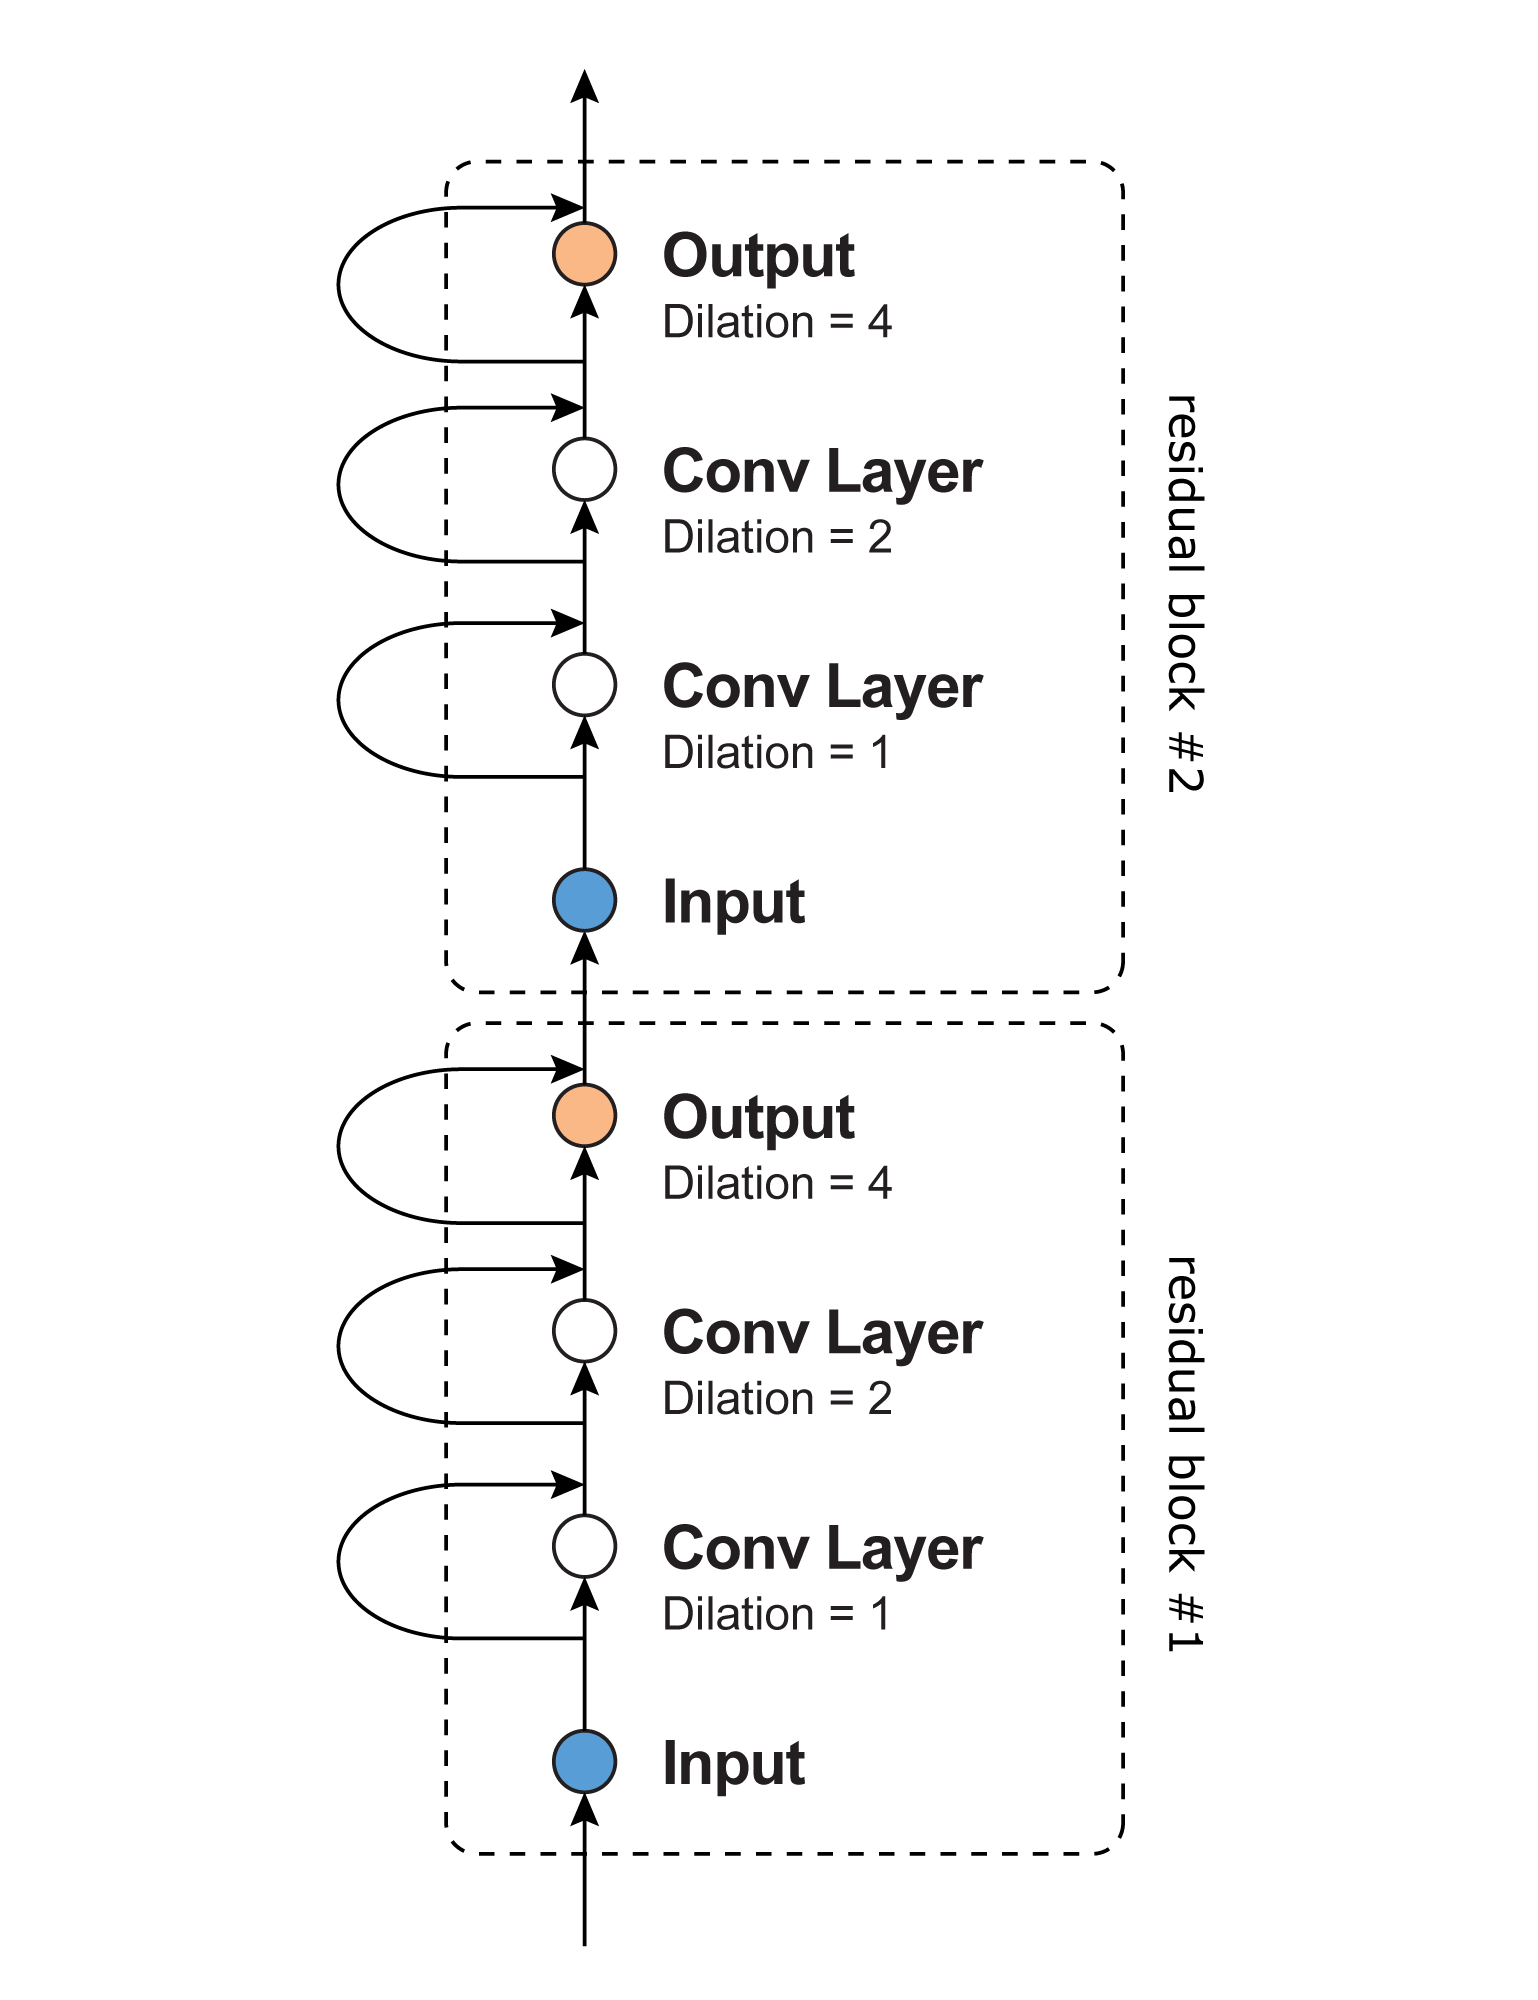 Output
Dilation = 4
Conv Layer
Dilation = 2
Conv Layer
Dilation = 1
Input
residual block #2
Output
Dilation = 4
Conv Layer
Dilation = 2
Conv Layer
Dilation = 1
Input
residual block #1